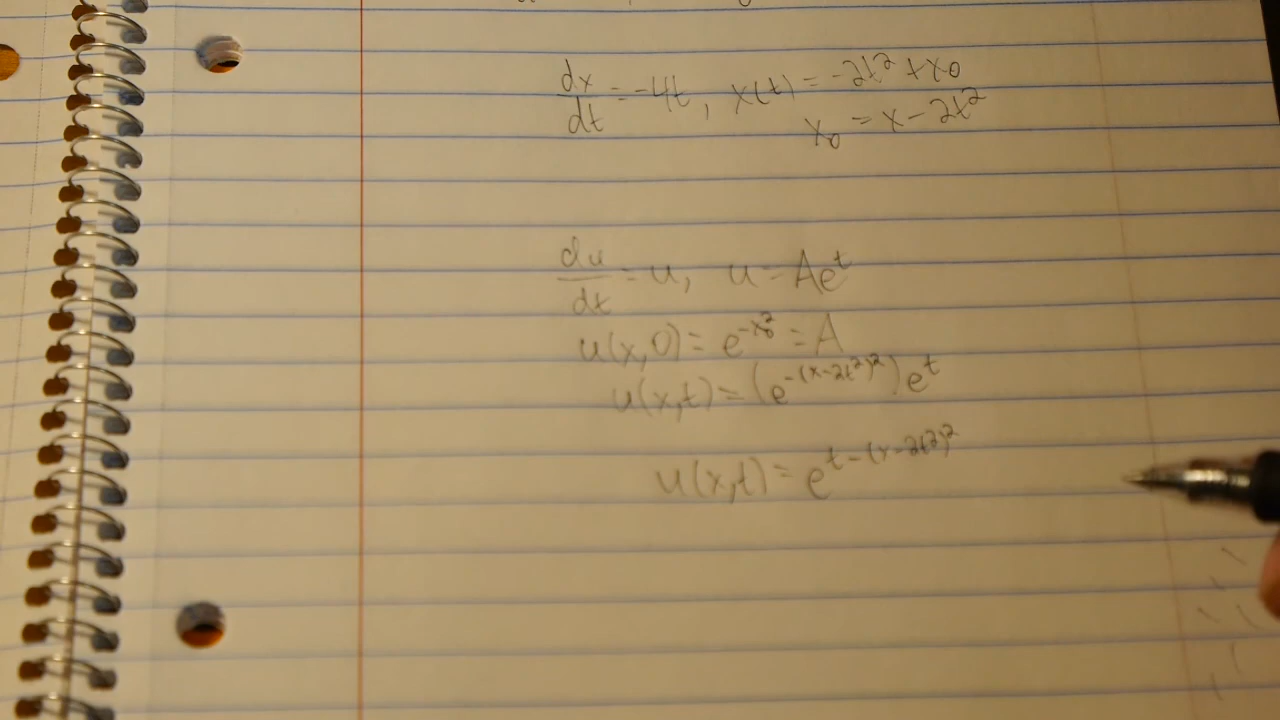 dx/dt = -4t, x(t) = -2t² + x₀
x₀ = x - 2t²
du/dt = u, u = Ae^t
u(x,0) = e^(-x₀²) = A
u(x,t) = (e^(-(x-2t²)²))e^t
u(x,t) = e^(t-(x-2t²)²)